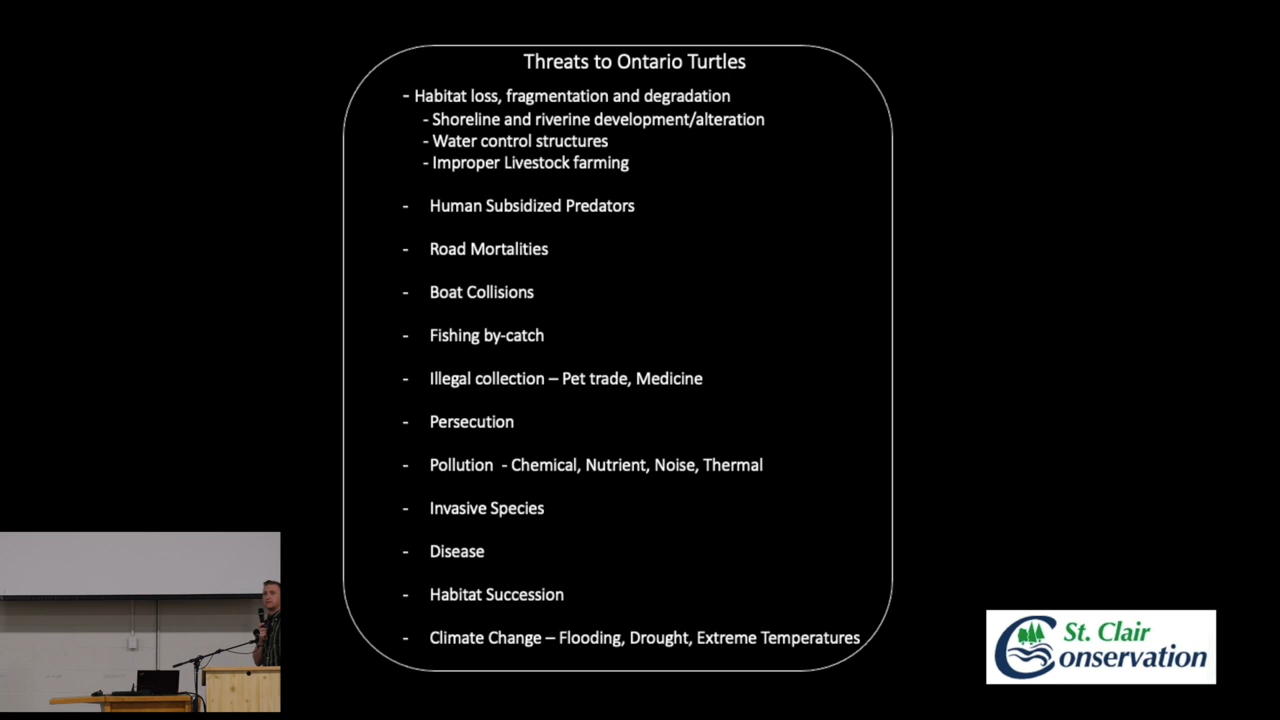 Threats to Ontario Turtles
- Habitat loss, fragmentation and degradation
- Shoreline and riverine development/alteration
- Water control structures
- Improper Livestock farming
- Human Subsidized Predators
- Road Mortalities
- Boat Collisions
- Fishing by-catch
- Illegal collection – Pet trade, Medicine
- Persecution
- Pollution - Chemical, Nutrient, Noise, Thermal
- Invasive Species
- Disease
- Habitat Succession
- Climate Change – Flooding, Drought, Extreme Temperatures
St. Clair
Conservation